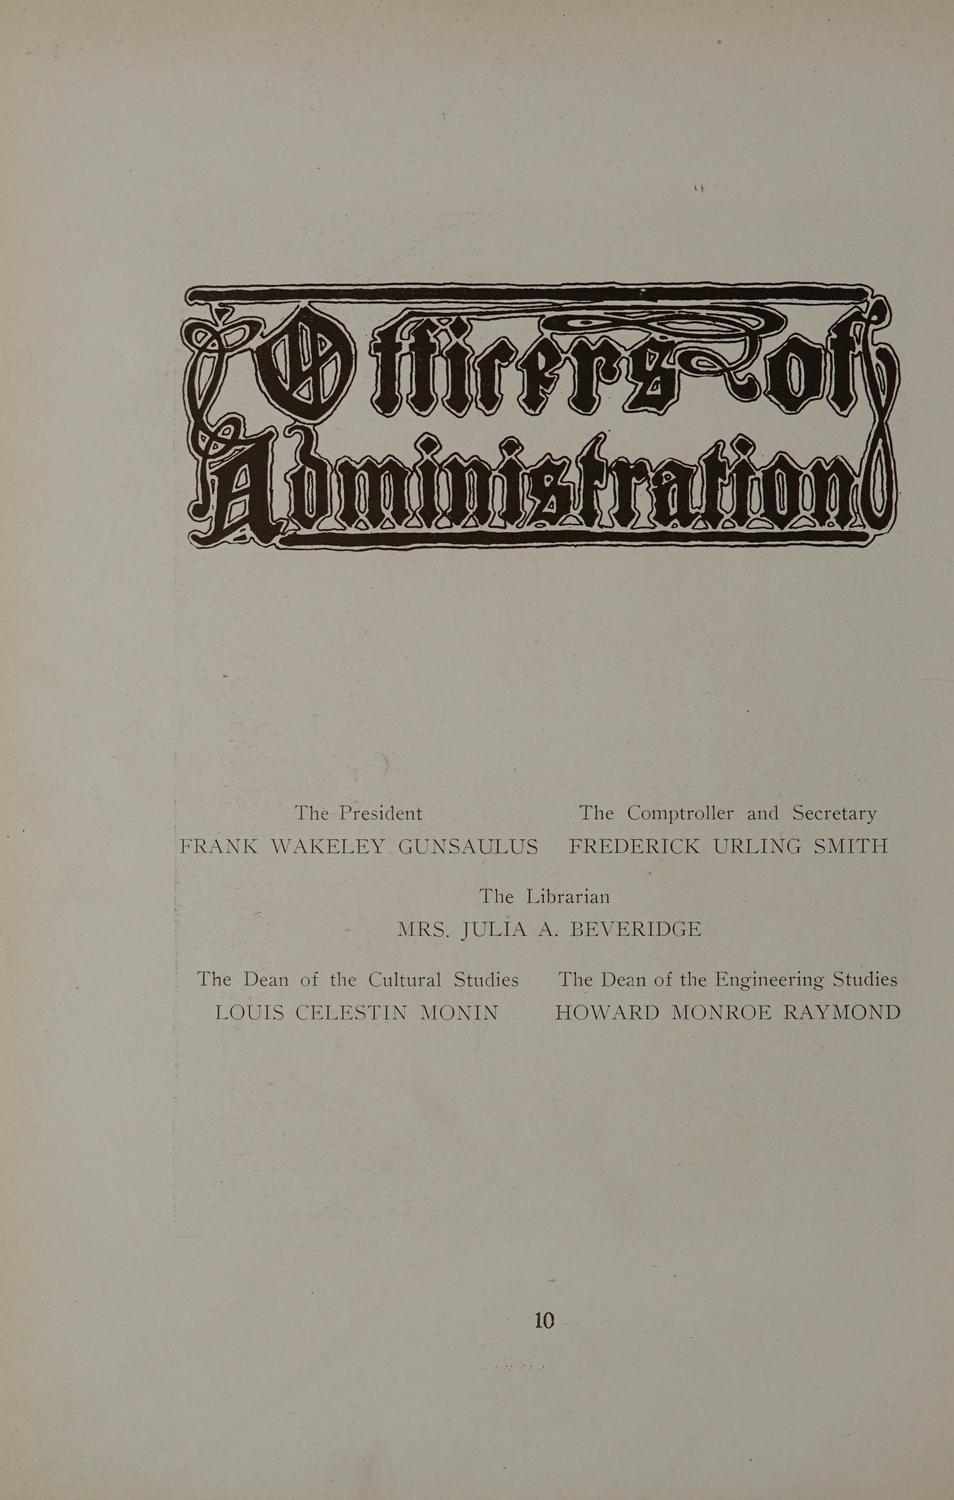 Officers of
Administration
The President
FRANK WAKELEY GUNSAULUS
The Comptroller and Secretary
FREDERICK URLING SMITH
The Librarian
MRS. JULIA A. BEVERIDGE
The Dean of the Cultural Studies
LOUIS CELESTIN MONIN
The Dean of the Engineering Studies
HOWARD MONROE RAYMOND
10